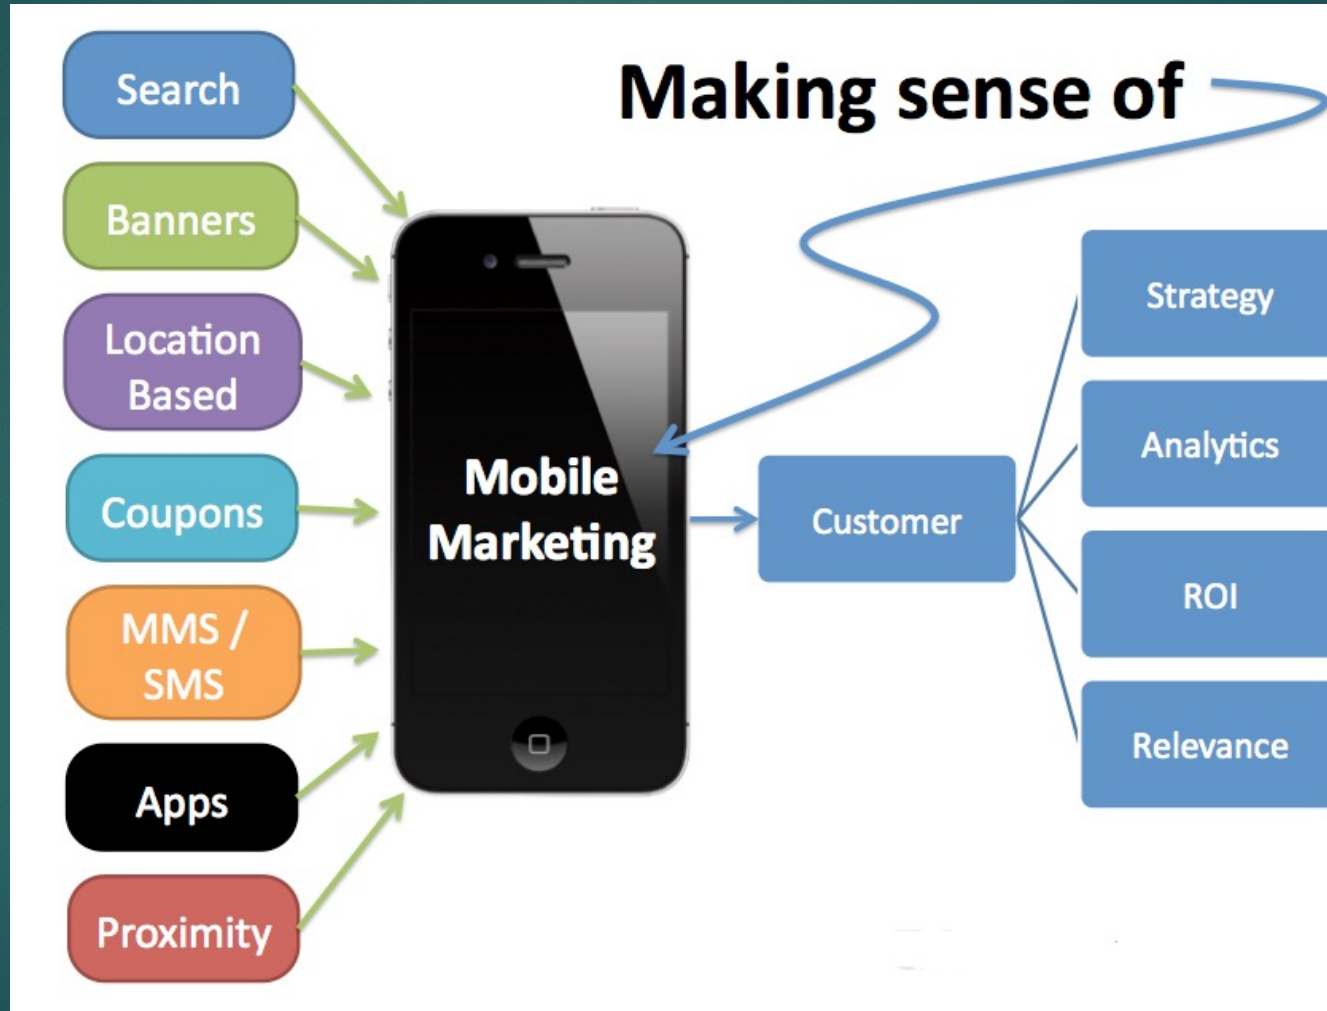 Making sense of
Search
Banners
Location
Based
Coupons
MMS /
SMS
Apps
Proximity
Mobile
Marketing
Customer
Strategy
Analytics
ROI
Relevance